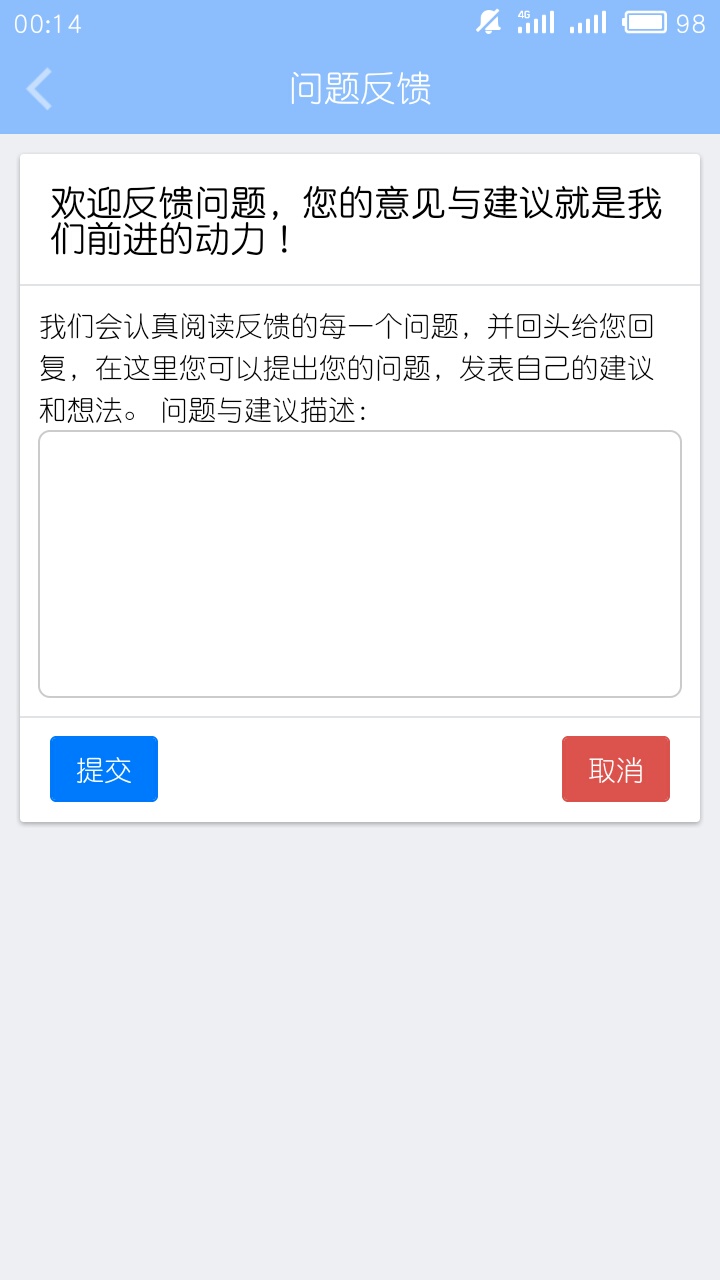 00:14
4G
98
问题反馈
欢迎反馈问题，您的意见与建议就是我
们前进的动力！
我们会认真阅读反馈的每一个问题，并回头给您回
复，在这里您可以提出您的问题，发表自己的建议
和想法。 问题与建议描述：
提交
取消